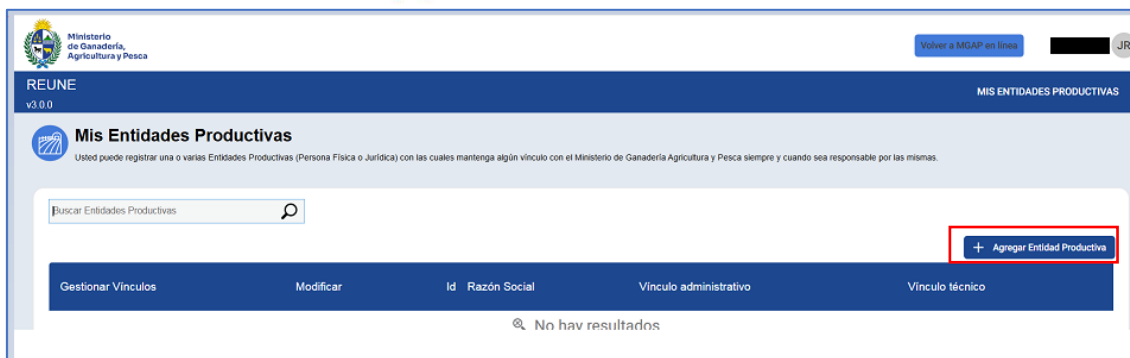 Ministerio
de Ganadería,
Agricultura y Pesca
Volver a MGAP en línea
JR
REUNE
v3.0.0
MIS ENTIDADES PRODUCTIVAS
Mis Entidades Productivas
Usted puede registrar una o varias Entidades Productivas (Persona Física o Jurídica) con las cuales mantenga algún vínculo con el Ministerio de Ganadería Agricultura y Pesca siempre y cuando sea responsable por las mismas.
Buscar Entidades Productivas
+ Agregar Entidad Productiva
Gestionar Vínculos Modificar Id Razón Social Vínculo administrativo Vínculo técnico
No hay resultados